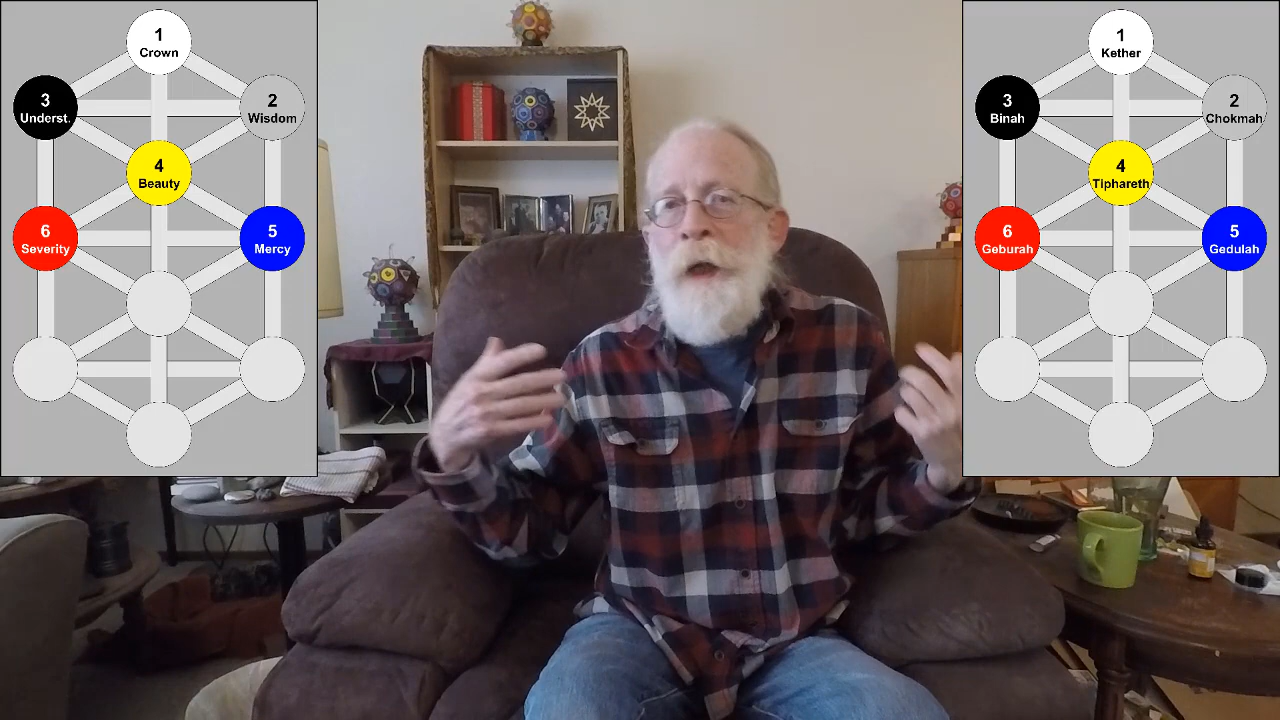 1
Crown
3
Underst.
2
Wisdom
4
Beauty
6
Severity
5
Mercy
1
Kether
3
Binah
2
Chokmah
4
Tiphareth
6
Geburah
5
Gedulah